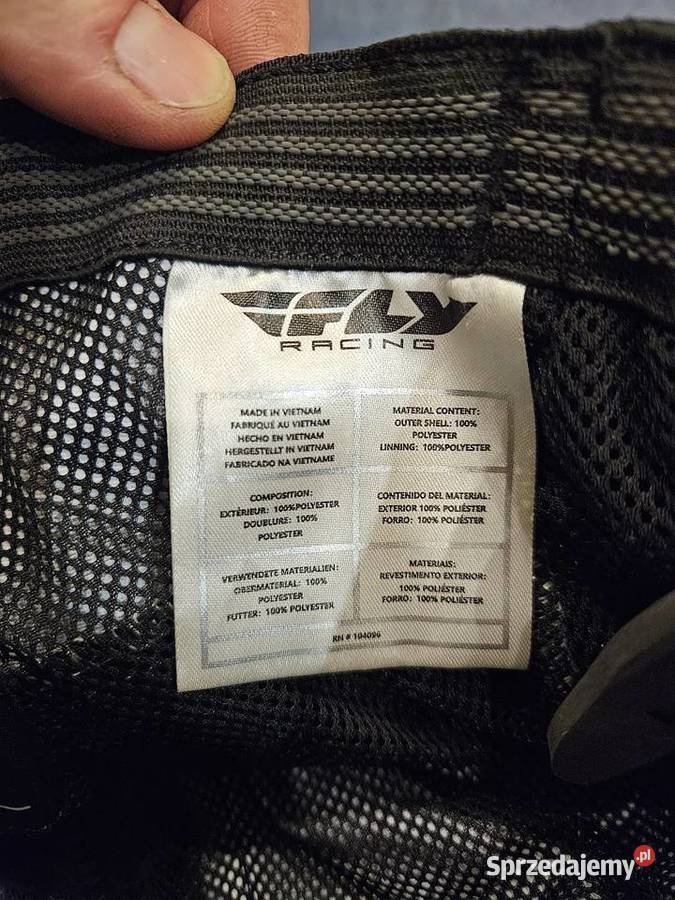 FLY
RACING
MADE IN VIETNAM
FABRIQUÉ AU VIETNAM
HECHO EN VIETNAM
HERGESTELLT IN VIETNAM
FABRICADO NA VIETNAME
MATERIAL CONTENT:
OUTER SHELL: 100%
POLYESTER
LINNING: 100%POLYESTER
COMPOSITION:
EXTÉRIEUR: 100%POLYESTER
DOUBLURE: 100%
POLYESTER
CONTENIDO DEL MATERIAL:
EXTERIOR 100% POLIÉSTER
FORRO: 100% POLIÉSTER
VERWENDETE MATERIALIEN:
OBERMATERIAL: 100%
POLYESTER
FUTTER: 100% POLYESTER
MATERIAIS:
REVESTIMENTO EXTERIOR:
100% POLIÉSTER
FORRO: 100% POLIÉSTER
RN # 104096
Sprzedajemy.pl